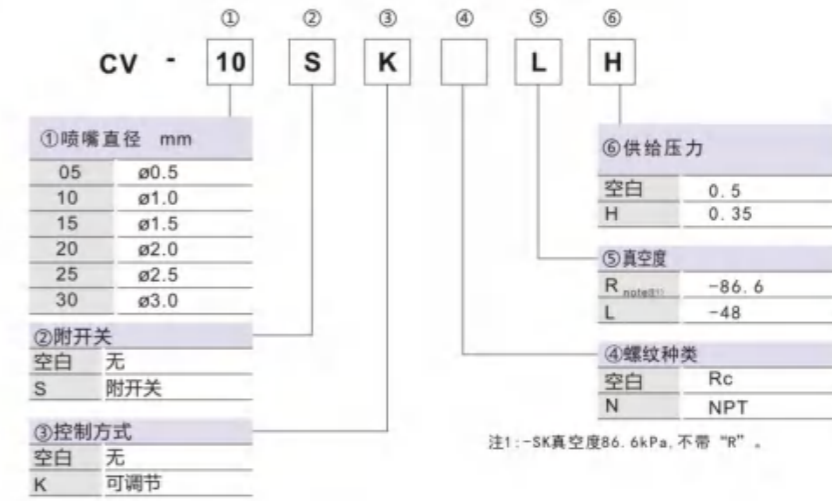 ① ② ③ ④ ⑤ ⑥
CV - 10 S K L H
①喷嘴直径 mm
05 ø0.5
10 ø1.0
15 ø1.5
20 ø2.0
25 ø2.5
30 ø3.0
②附开关
空白 无
S 附开关
③控制方式
空白 无
K 可调节
⑥供给压力
空白 0.5
H 0.35
⑤真空度
R -86.6
L -48
④螺纹种类
空白 Rc
N NPT
注1:-SK真空度86.6kPa,不带“R”。